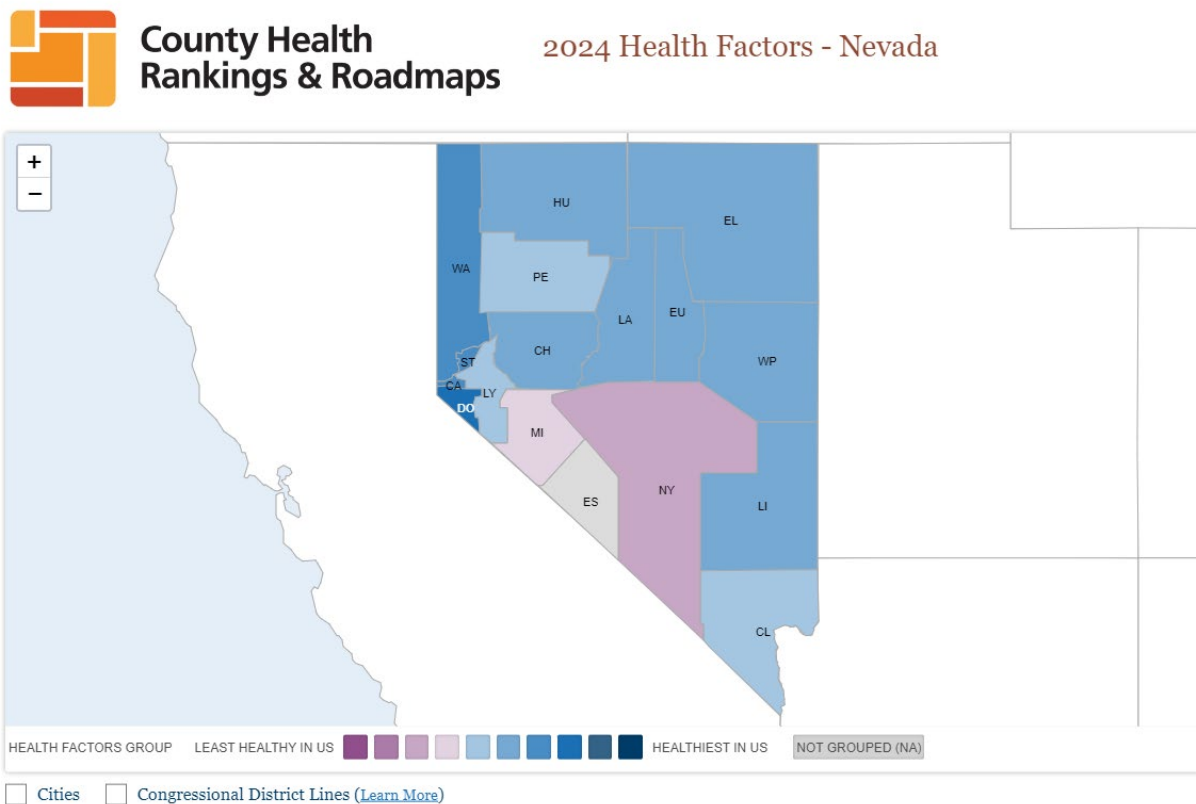 County Health
Rankings & Roadmaps
2024 Health Factors - Nevada
+
−
HU
EL
WA
PE
LA
EU
CH
ST
WP
CA
LY
DO
MI
NY
ES
LI
CL
HEALTH FACTORS GROUP LEAST HEALTHY IN US HEALTHIEST IN US NOT GROUPED (NA)
Cities Congressional District Lines (Learn More)